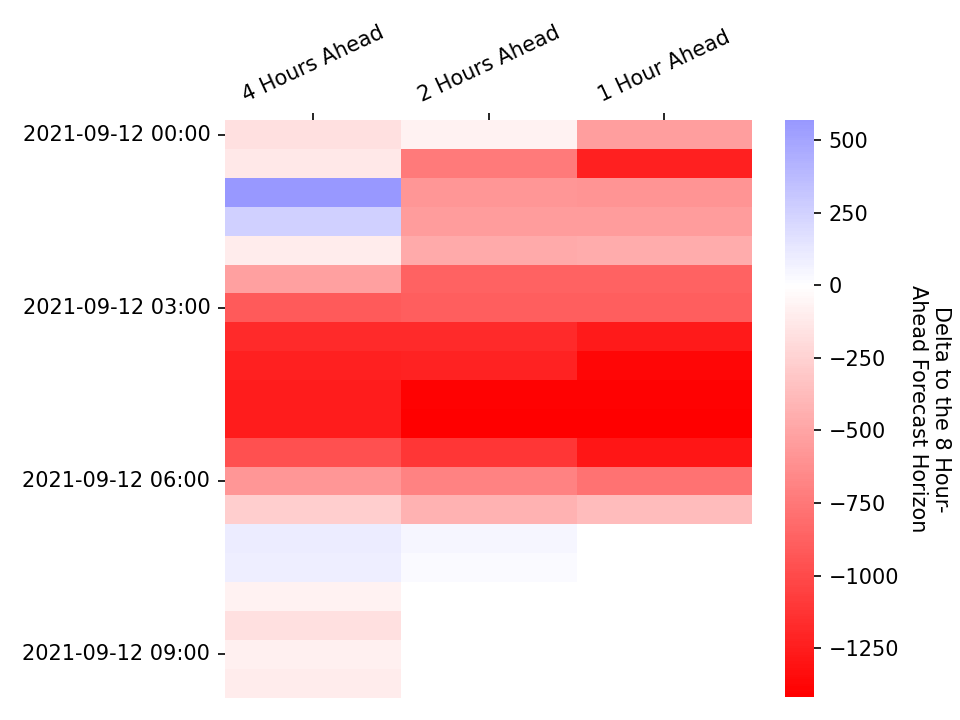 4 Hours Ahead
2 Hours Ahead
1 Hour Ahead
2021-09-12 00:00
2021-09-12 03:00
2021-09-12 06:00
2021-09-12 09:00
500
250
0
−250
−500
−750
−1000
−1250
Delta to the 8 Hour-
Ahead Forecast Horizon